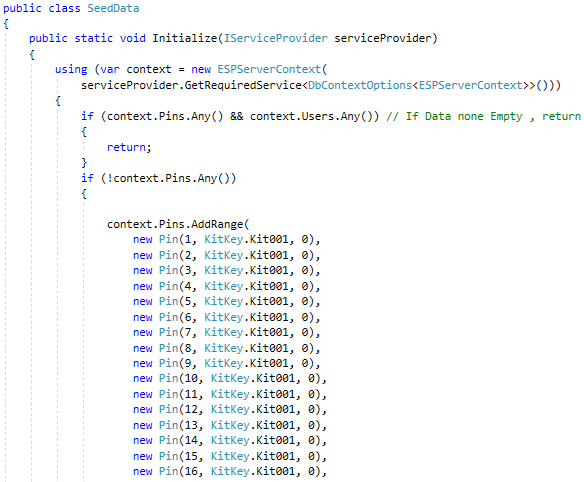 public class SeedData
{
    public static void Initialize(IServiceProvider serviceProvider)
    {
        using (var context = new ESPServerContext(
            serviceProvider.GetRequiredService<DbContextOptions<ESPServerContext>>()))
        {
            if (context.Pins.Any() && context.Users.Any()) // If Data none Empty , return
            {
                return;
            }
            if (!context.Pins.Any())
            {
                context.Pins.AddRange(
                    new Pin(1, KitKey.Kit001, 0),
                    new Pin(2, KitKey.Kit001, 0),
                    new Pin(3, KitKey.Kit001, 0),
                    new Pin(4, KitKey.Kit001, 0),
                    new Pin(5, KitKey.Kit001, 0),
                    new Pin(6, KitKey.Kit001, 0),
                    new Pin(7, KitKey.Kit001, 0),
                    new Pin(8, KitKey.Kit001, 0),
                    new Pin(9, KitKey.Kit001, 0),
                    new Pin(10, KitKey.Kit001, 0),
                    new Pin(11, KitKey.Kit001, 0),
                    new Pin(12, KitKey.Kit001, 0),
                    new Pin(13, KitKey.Kit001, 0),
                    new Pin(14, KitKey.Kit001, 0),
                    new Pin(15, KitKey.Kit001, 0),
                    new Pin(16, KitKey.Kit001, 0),